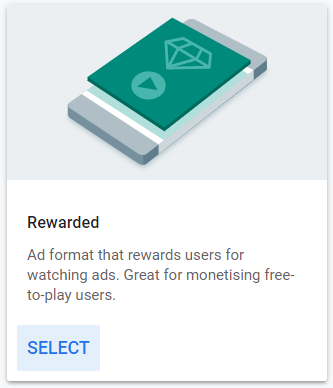 Rewarded
Ad format that rewards users for
watching ads. Great for monetising free-
to-play users.
SELECT